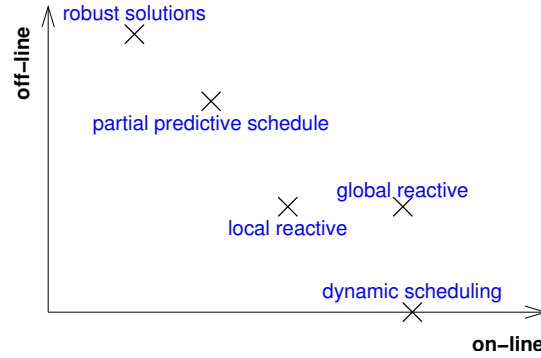 robust solutions
off-line
partial predictive schedule
global reactive
local reactive
dynamic scheduling
on-line